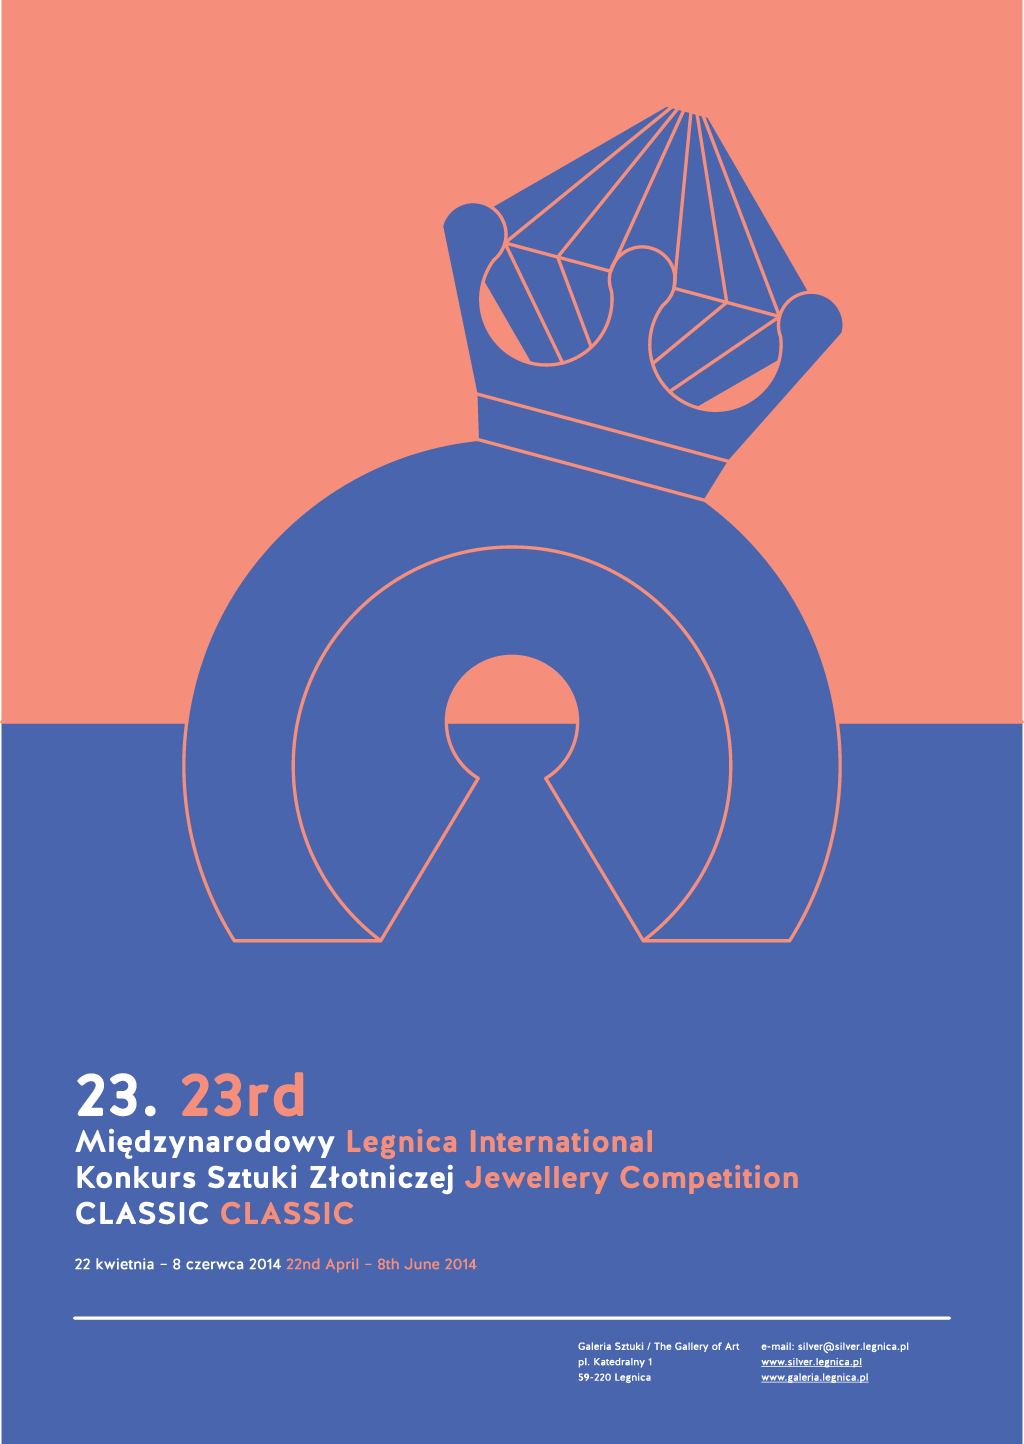 23. 23rd
Międzynarodowy Legnica International
Konkurs Sztuki Złotniczej Jewellery Competition
CLASSIC CLASSIC
22 kwietnia – 8 czerwca 2014 22nd April – 8th June 2014
Galeria Sztuki / The Gallery of Art
pl. Katedralny 1
59-220 Legnica
e-mail: silver@silver.legnica.pl
www.silver.legnica.pl
www.galeria.legnica.pl